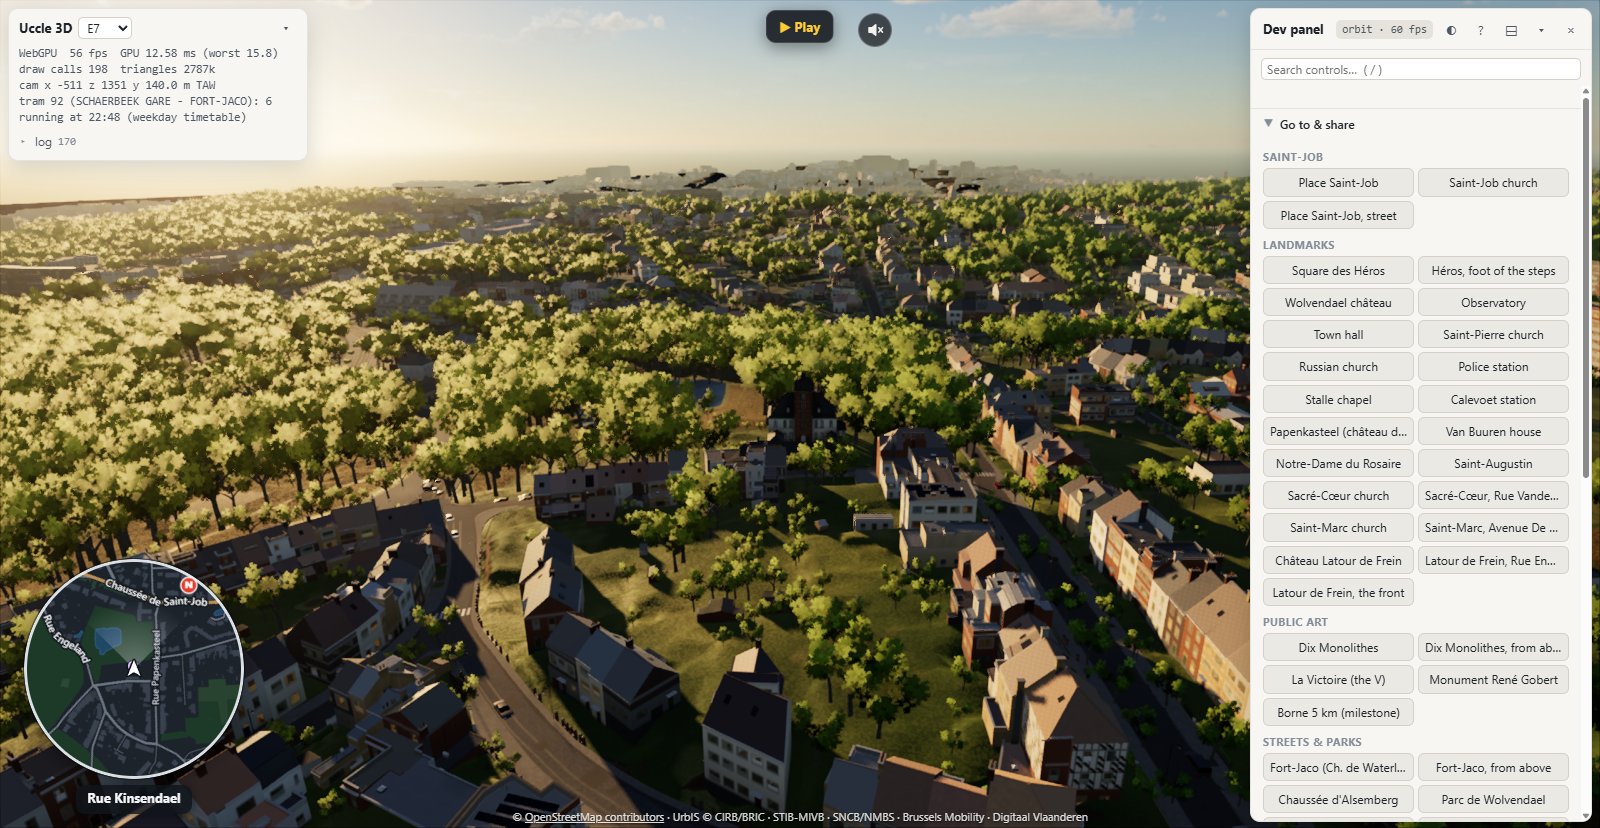 Uccle 3D E7
WebGPU 56 fps GPU 12.58 ms (worst 15.8)
draw calls 198 triangles 2787k
cam x -511 z 1351 y 140.0 m TAW
tram 92 (SCHAERBEEK GARE - FORT-JACO): 6
running at 22:48 (weekday timetable)
log 170
Play
Dev panel orbit · 60 fps ?
Search controls... (/)
Go to & share
SAINT-JOB
Place Saint-Job
Saint-Job church
Place Saint-Job, street
LANDMARKS
Square des Héros
Héros, foot of the steps
Wolvendael château
Observatory
Town hall
Saint-Pierre church
Russian church
Police station
Stalle chapel
Calevoet station
Papenkasteel (château d...
Van Buuren house
Notre-Dame du Rosaire
Saint-Augustin
Sacré-Cœur church
Sacré-Cœur, Rue Vande...
Saint-Marc church
Saint-Marc, Avenue De ...
Château Latour de Frein
Latour de Frein, Rue En...
Latour de Frein, the front
PUBLIC ART
Dix Monolithes
Dix Monolithes, from ab...
La Victoire (the V)
Monument René Gobert
Borne 5 km (milestone)
STREETS & PARKS
Fort-Jaco (Ch. de Waterl...
Fort-Jaco, from above
Chaussée d'Alsemberg
Parc de Wolvendael
N
Chaussée de Saint-Job
Rue Engeland
Rue Papenkasteel
Rue Kinsendael
© OpenStreetMap contributors · UrbIS © CIRB/BRIC · STIB-MIVB · SNCB/NMBS · Brussels Mobility · Digitaal Vlaanderen